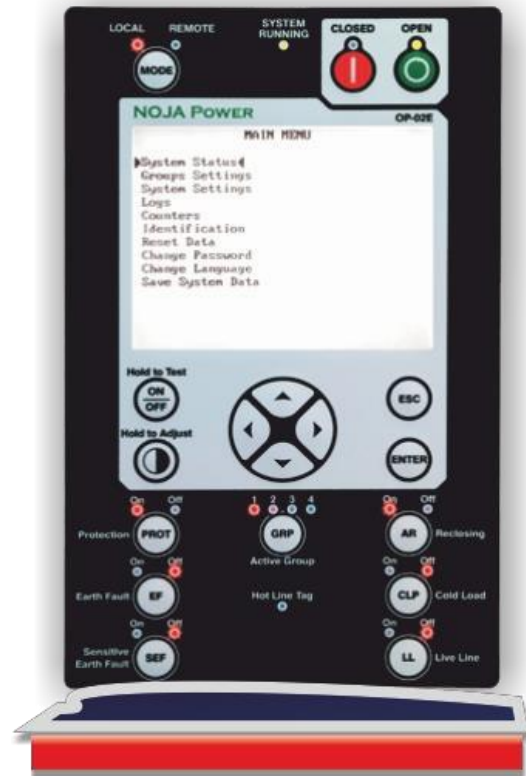 LOCAL REMOTE
SYSTEM RUNNING
CLOSED OPEN
MODE
NOJA POWER
OP-02E
MAIN MENU
System Status
Groups Settings
System Settings
Logs
Counters
Identification
Reset Data
Change Password
Change Language
Save System Data
Hold to Test
ON
OFF
ESC
Hold to Adjust
ENTER
On Off
1 2 3 4
On Off
Protection PROT
GRP
AR Reclosing
Active Group
On Off
On Off
Earth Fault EF
Hot Line Tag
CLP Cold Load
On Off
On Off
Sensitive Earth Fault SEF
LL Live Line